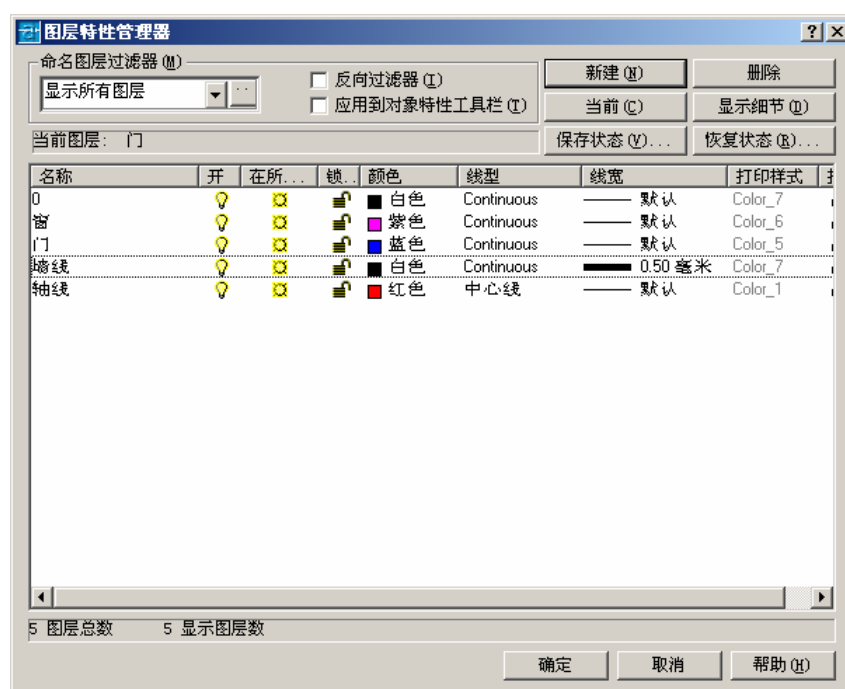 图层特性管理器
命名图层过滤器(M)
显示所有图层
反向过滤器(I)
应用到对象特性工具栏(T)
新建(N)
删除
当前(C)
显示细节(D)
当前图层: 门
保存状态(V)...
恢复状态(R)...
名称 开 在所... 锁.. 颜色 线型 线宽 打印样式
0 白色 Continuous 默认 Color_7
窗 紫色 Continuous 默认 Color_6
门 蓝色 Continuous 默认 Color_5
墙线 白色 Continuous 0.50 毫米 Color_7
轴线 红色 中心线 默认 Color_1
5 图层总数 5 显示图层数
确定 取消 帮助(H)